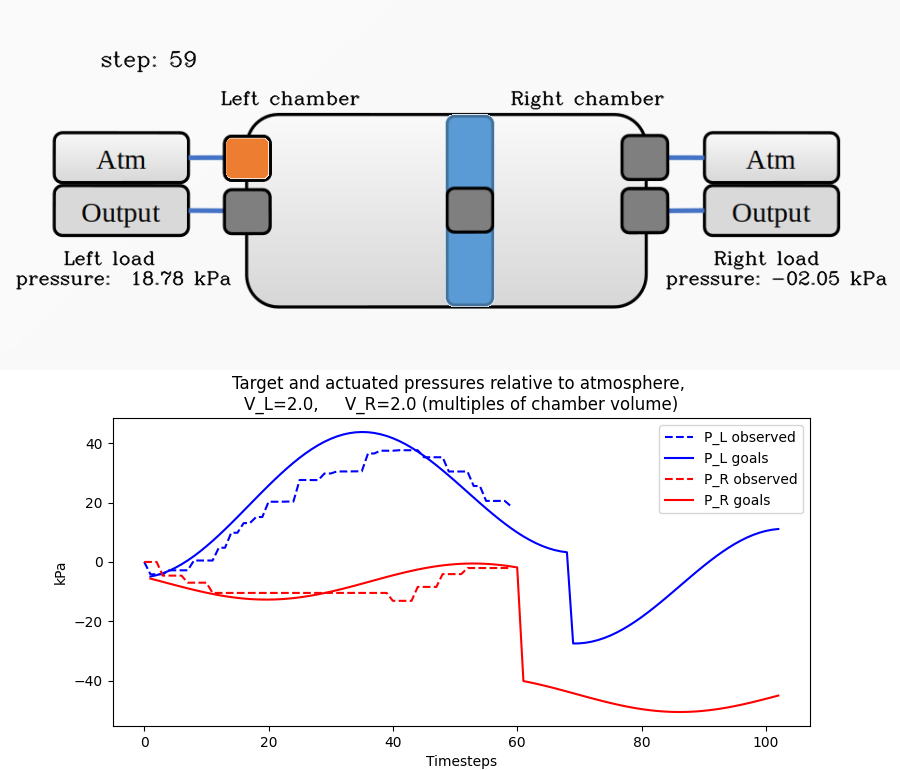 step: 59
Left chamber
Right chamber
Atm
Atm
Output
Output
Left load
pressure: 18.78 kPa
Right load
pressure: -02.05 kPa
Target and actuated pressures relative to atmosphere,
V_L=2.0, V_R=2.0 (multiples of chamber volume)
P_L observed
P_L goals
P_R observed
P_R goals
40
20
0
−20
−40
kPa
0 20 40 60 80 100
Timesteps